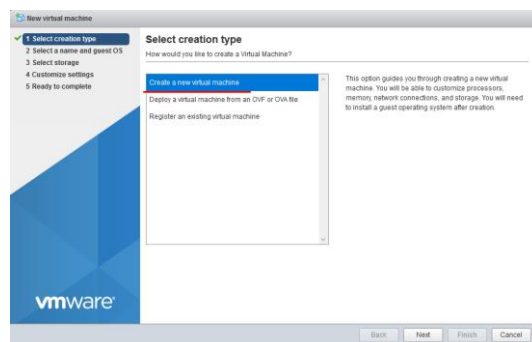 New virtual machine
1 Select creation type
2 Select a name and guest OS
3 Select storage
4 Customize settings
5 Ready to complete
Select creation type
How would you like to create a Virtual Machine?
Create a new virtual machine
Deploy a virtual machine from an OVF or OVA file
Register an existing virtual machine
This option guides you through creating a new virtual
machine. You will be able to customize processors,
memory, network connections, and storage. You will need
to install a guest operating system after creation.
vmware
Back Next Finish Cancel